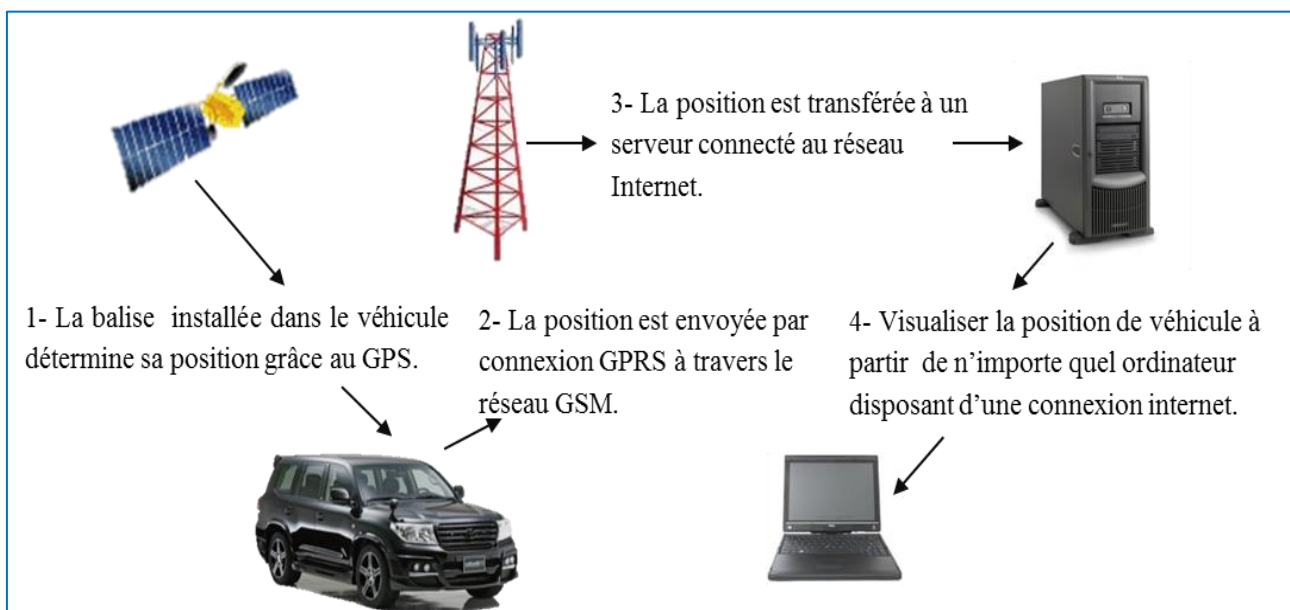 3- La position est transférée à un
serveur connecté au réseau
Internet.
1- La balise installée dans le véhicule
détermine sa position grâce au GPS.
2- La position est envoyée par
connexion GPRS à travers le
réseau GSM.
4- Visualiser la position de véhicule à
partir de n’importe quel ordinateur
disposant d’une connexion internet.